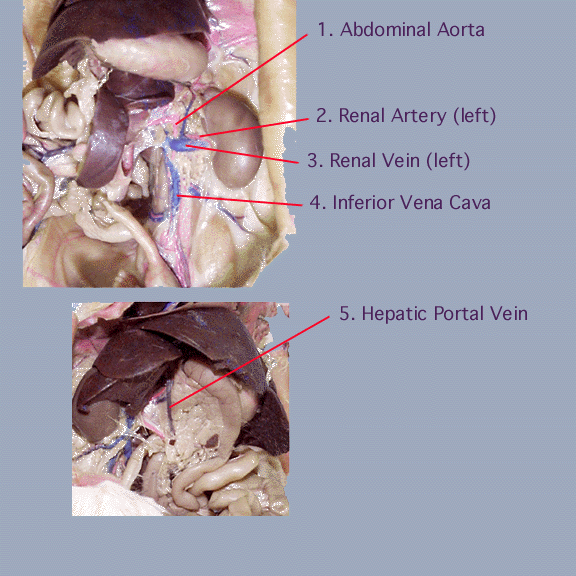 1. Abdominal Aorta
2. Renal Artery (left)
3. Renal Vein (left)
4. Inferior Vena Cava
5. Hepatic Portal Vein